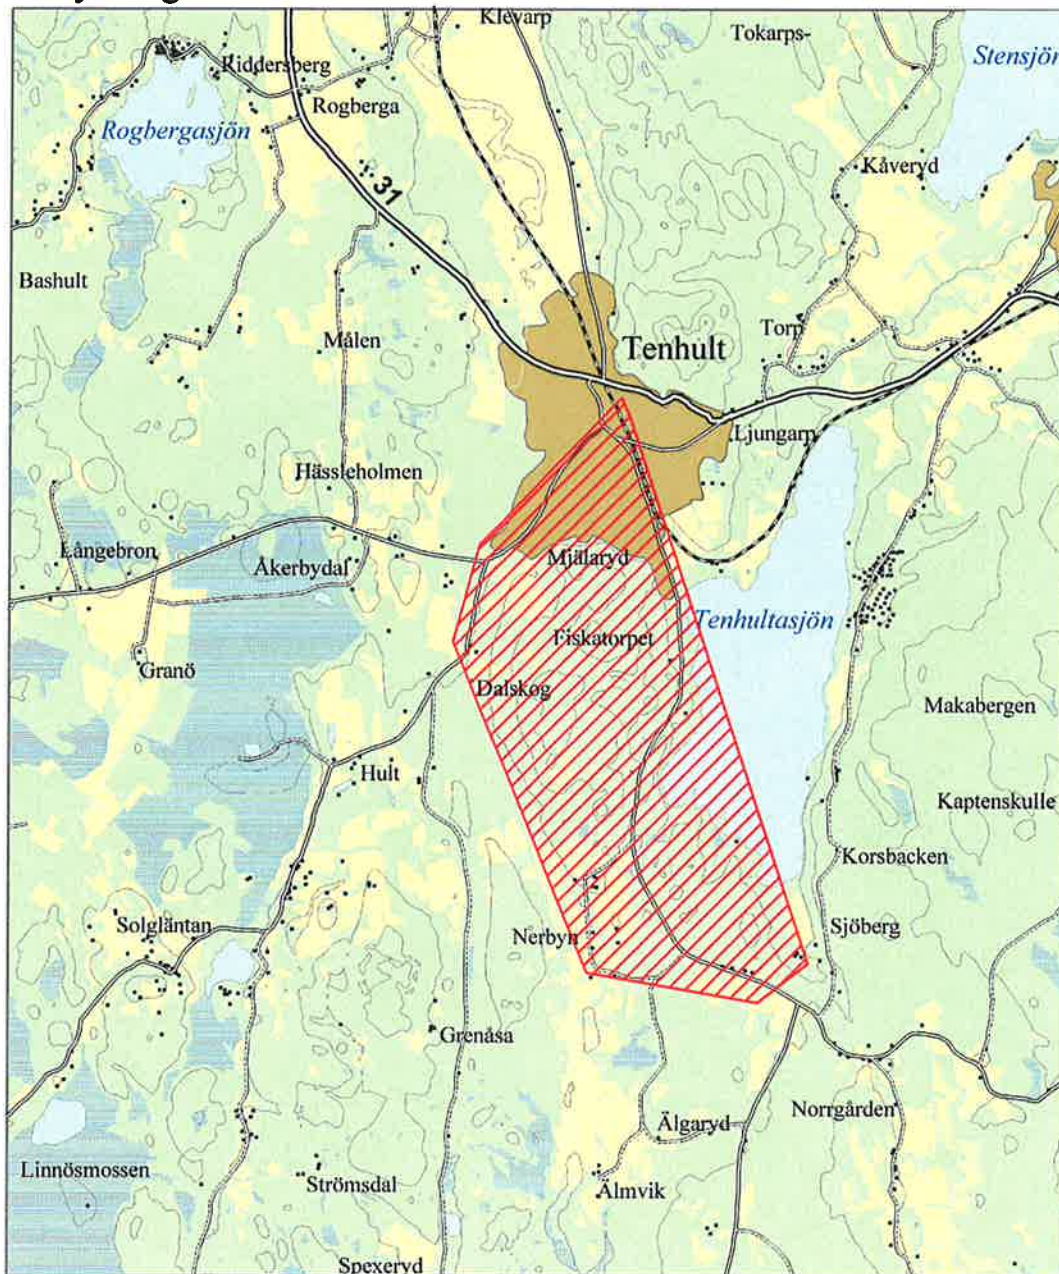 Klevarp
Tokarps-
Stensjön
Riddersberg
Rogberga
Rogbergasjön
Kåveryd
31
Bashult
Målen
Torp
Tenhult
Ljungarp
Hässleholmen
Långebron
Åkerbydal
Mjälaryd
Tenhultasjön
Fiskatorpet
Granö
Dalskog
Makabergen
Hult
Kaptenskulle
Korsbacken
Solgläntan
Nerbyn
Sjöberg
Grenåsa
Norrgården
Älgaryd
Linnösmossen
Strömsdal
Almvik
Spexeryd